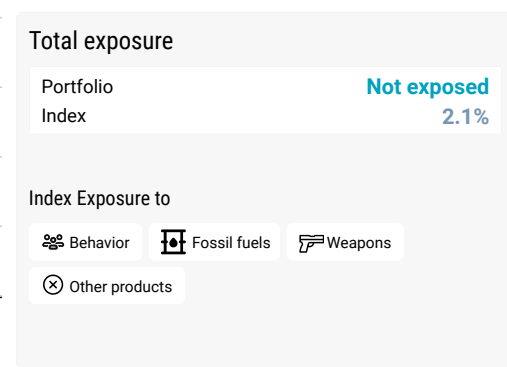 Total exposure
Portfolio Not exposed
Index 2.1%
Index Exposure to
Behavior Fossil fuels Weapons
Other products